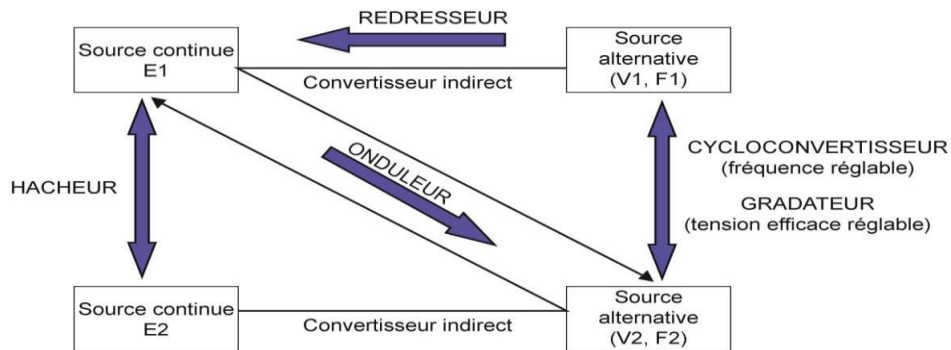 REDRESSEUR
Source continue
E1
Source
alternative
(V1, F1)
Convertisseur indirect
ONDULEUR
HACHEUR
CYCLOCONVERTISSEUR
(fréquence réglable)
GRADATEUR
(tension efficace réglable)
Source continue
E2
Source
alternative
(V2, F2)
Convertisseur indirect